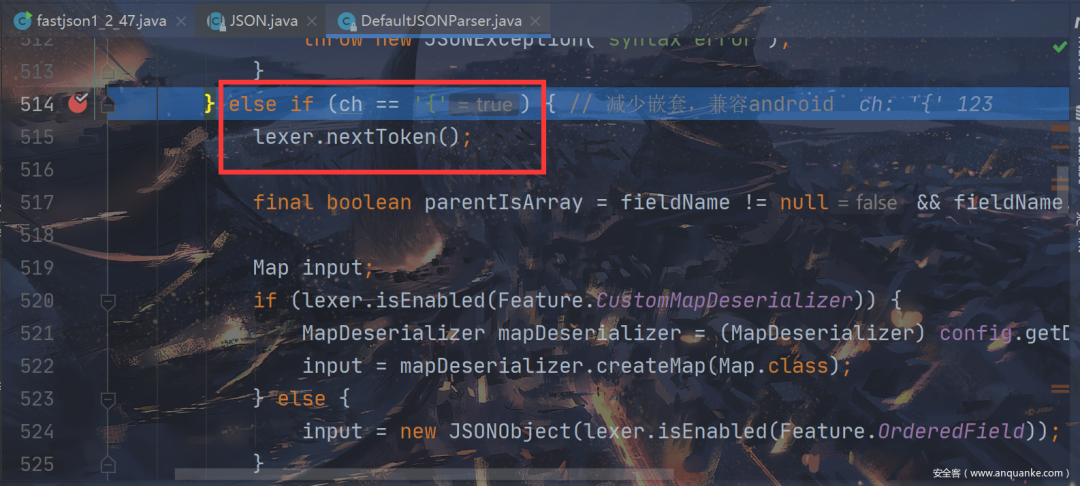 fastjson1_2_47.java × JSON.java × DefaultJSONParser.java ×
512 throw new JSONException("syntax error");
513 }
514 } else if (ch == '{' = true ) { // 减少嵌套，兼容android ch: '{' 123
515 lexer.nextToken();
516
517 final boolean parentIsArray = fieldName != null = false && fieldName.
518
519 Map input;
520 if (lexer.isEnabled(Feature.CustomMapDeserializer)) {
521 MapDeserializer mapDeserializer = (MapDeserializer) config.getD
522 input = mapDeserializer.createMap(Map.class);
523 } else {
524 input = new JSONObject(lexer.isEnabled(Feature.OrderedField));
525 }
安全客（www.anquanke.com）